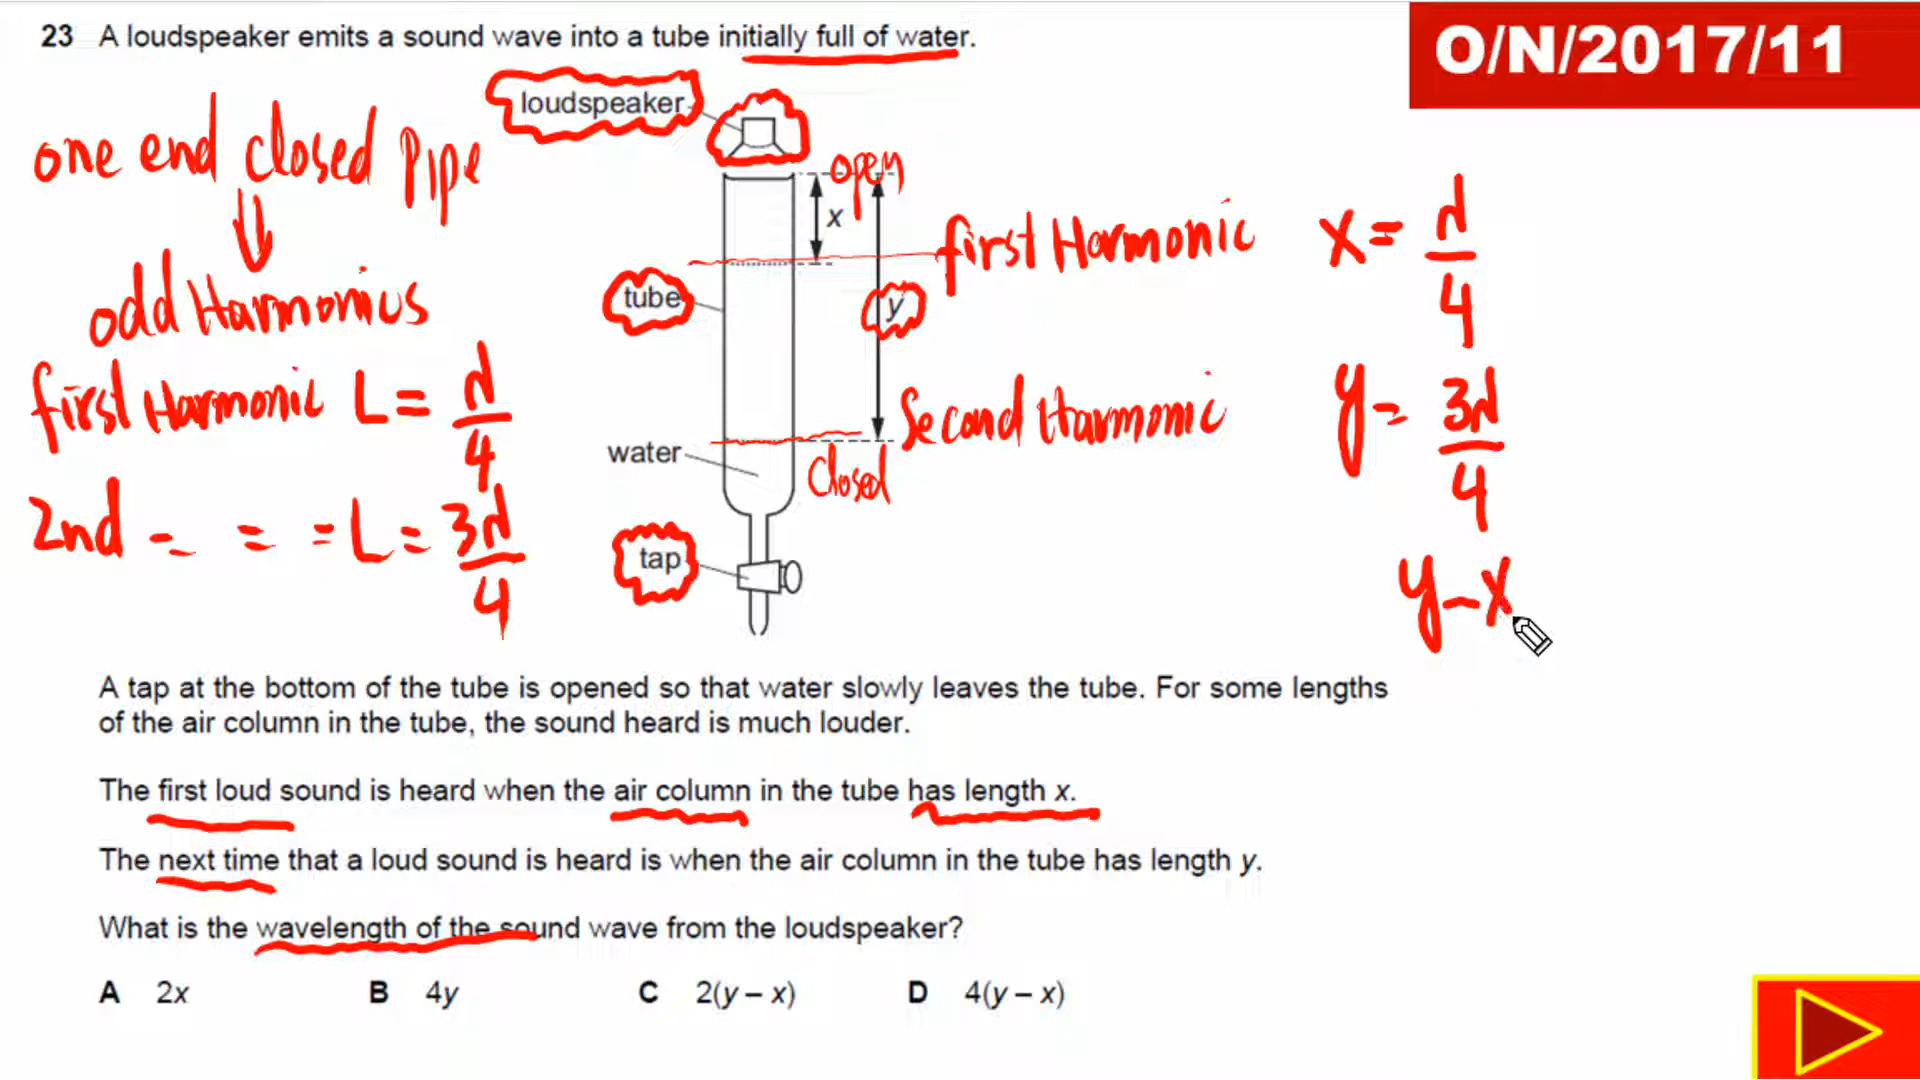 23 A loudspeaker emits a sound wave into a tube initially full of water.
O/N/2017/11
loudspeaker
one end closed Pipe
open
x
first Harmonic x = λ/4
tube
y
odd Harmonics
first Harmonic L = λ/4
Second Harmonic y = 3λ/4
water
Closed
2nd - = = L = 3λ/4
tap
y - x
A tap at the bottom of the tube is opened so that water slowly leaves the tube. For some lengths
of the air column in the tube, the sound heard is much louder.
The first loud sound is heard when the air column in the tube has length x.
The next time that a loud sound is heard is when the air column in the tube has length y.
What is the wavelength of the sound wave from the loudspeaker?
A 2x B 4y C 2(y – x) D 4(y – x)